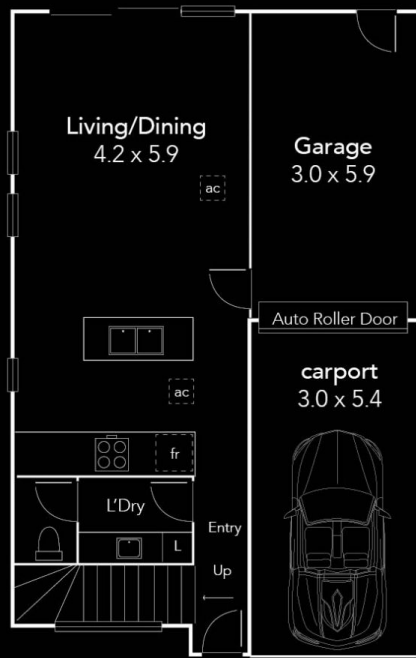 Living/Dining
4.2 x 5.9
ac
Garage
3.0 x 5.9
Auto Roller Door
carport
3.0 x 5.4
ac
fr
L'Dry
L
Entry
Up